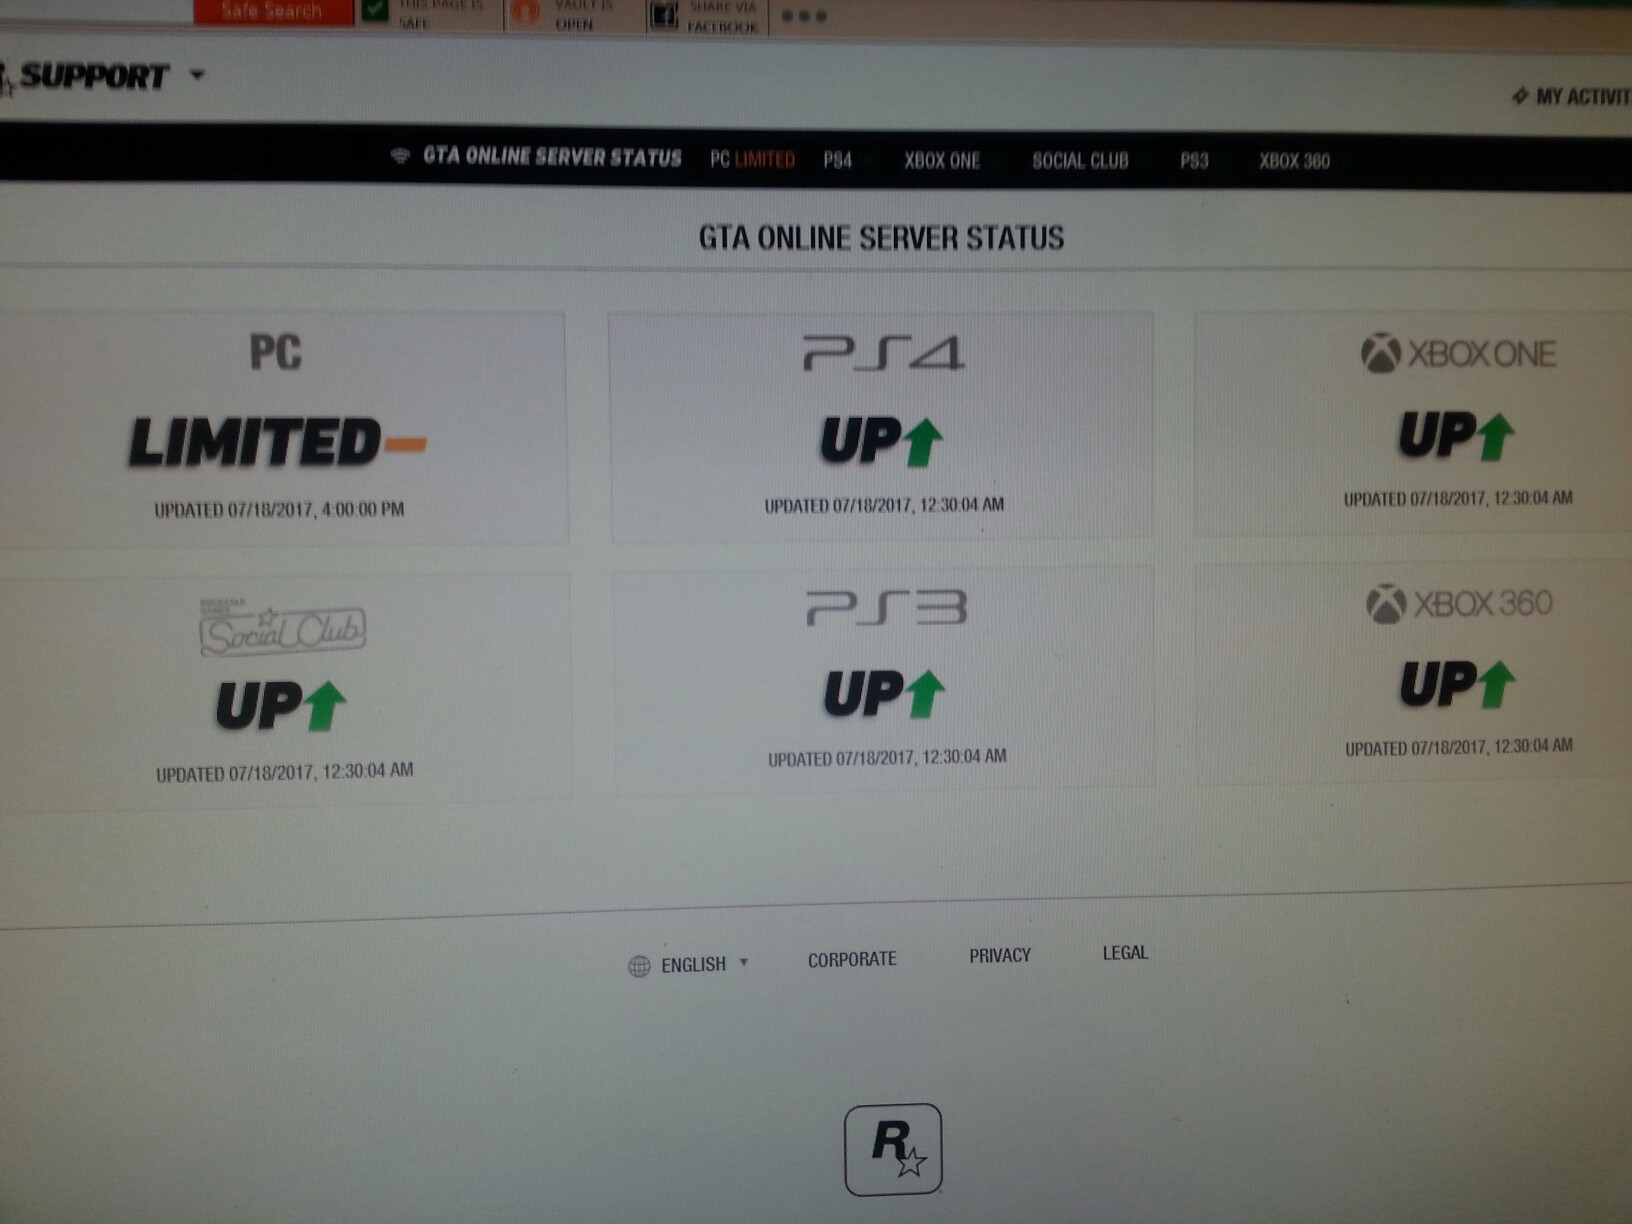 Safe Search
THIS PAGE IS
SAFE
VAULT IS
OPEN
SHARE VIA
FACEBOOK
SUPPORT
MY ACTIVIT
GTA ONLINE SERVER STATUS PC LIMITED PS4 XBOX ONE SOCIAL CLUB PS3 XBOX 360
GTA ONLINE SERVER STATUS
PC
LIMITED
UPDATED 07/18/2017, 4:00:00 PM
PS4
UP
UPDATED 07/18/2017, 12:30:04 AM
XBOX ONE
UP
UPDATED 07/18/2017, 12:30:04 AM
ROCKSTAR
GAMES
Social Club
UP
UPDATED 07/18/2017, 12:30:04 AM
PS3
UP
UPDATED 07/18/2017, 12:30:04 AM
XBOX 360
UP
UPDATED 07/18/2017, 12:30:04 AM
ENGLISH CORPORATE PRIVACY LEGAL
R